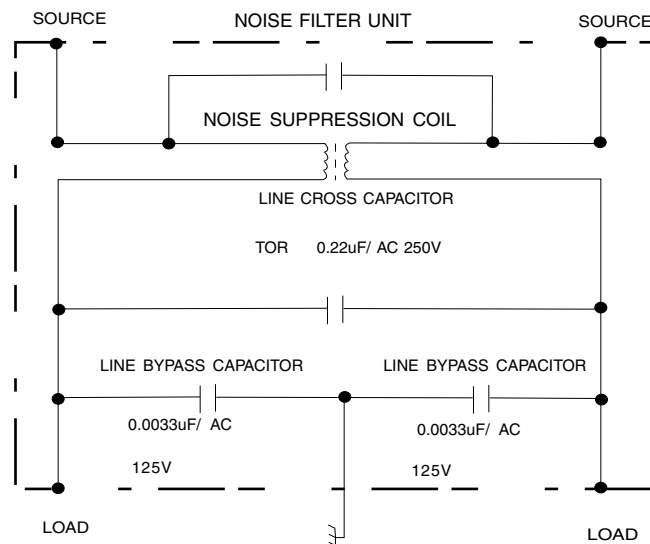 SOURCE NOISE FILTER UNIT SOURCE
NOISE SUPPRESSION COIL
LINE CROSS CAPACITOR
TOR 0.22uF/ AC 250V
LINE BYPASS CAPACITOR LINE BYPASS CAPACITOR
0.0033uF/ AC 0.0033uF/ AC
125V 125V
LOAD LOAD